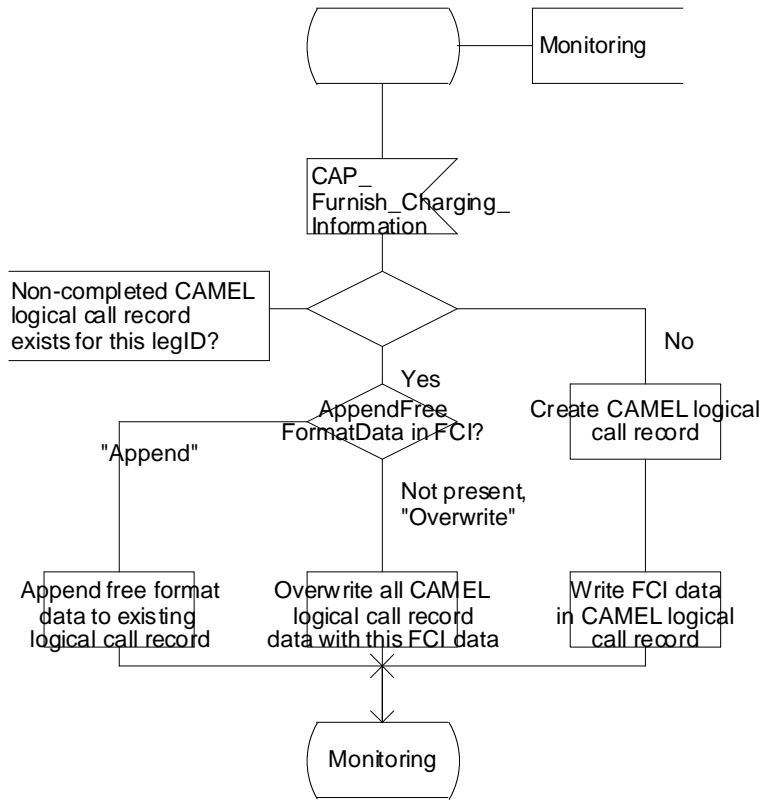 Monitoring
CAP_
Furnish_Charging_
Information
Non-completed CAMEL
logical call record
exists for this legID?
No
Yes
AppendFree
FormatData in FCI?
Create CAMEL logical
call record
"Append"
Not present,
"Overwrite"
Append free format
data to existing
logical call record
Overwrite all CAMEL
logical call record
data with this FCI data
Write FCI data
in CAMEL logical
call record
Monitoring